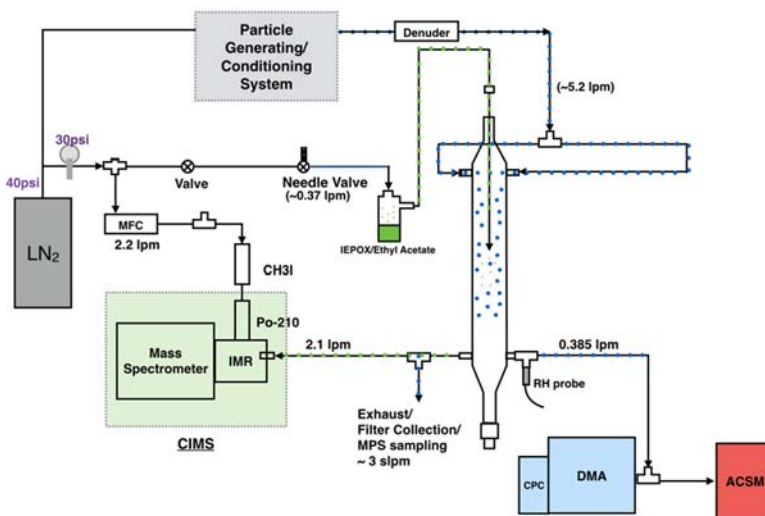 Particle
Generating/
Conditioning
System
Denuder
(~5.2 lpm)
30psi
40psi
Valve
Needle Valve
(~0.37 lpm)
IEPOX/Ethyl Acetate
LN2
MFC
2.2 lpm
CH3I
Po-210
Mass
Spectrometer
IMR
2.1 lpm
0.385 lpm
RH probe
Exhaust/
Filter Collection/
MPS sampling
~ 3 slpm
CIMS
CPC
DMA
ACSM